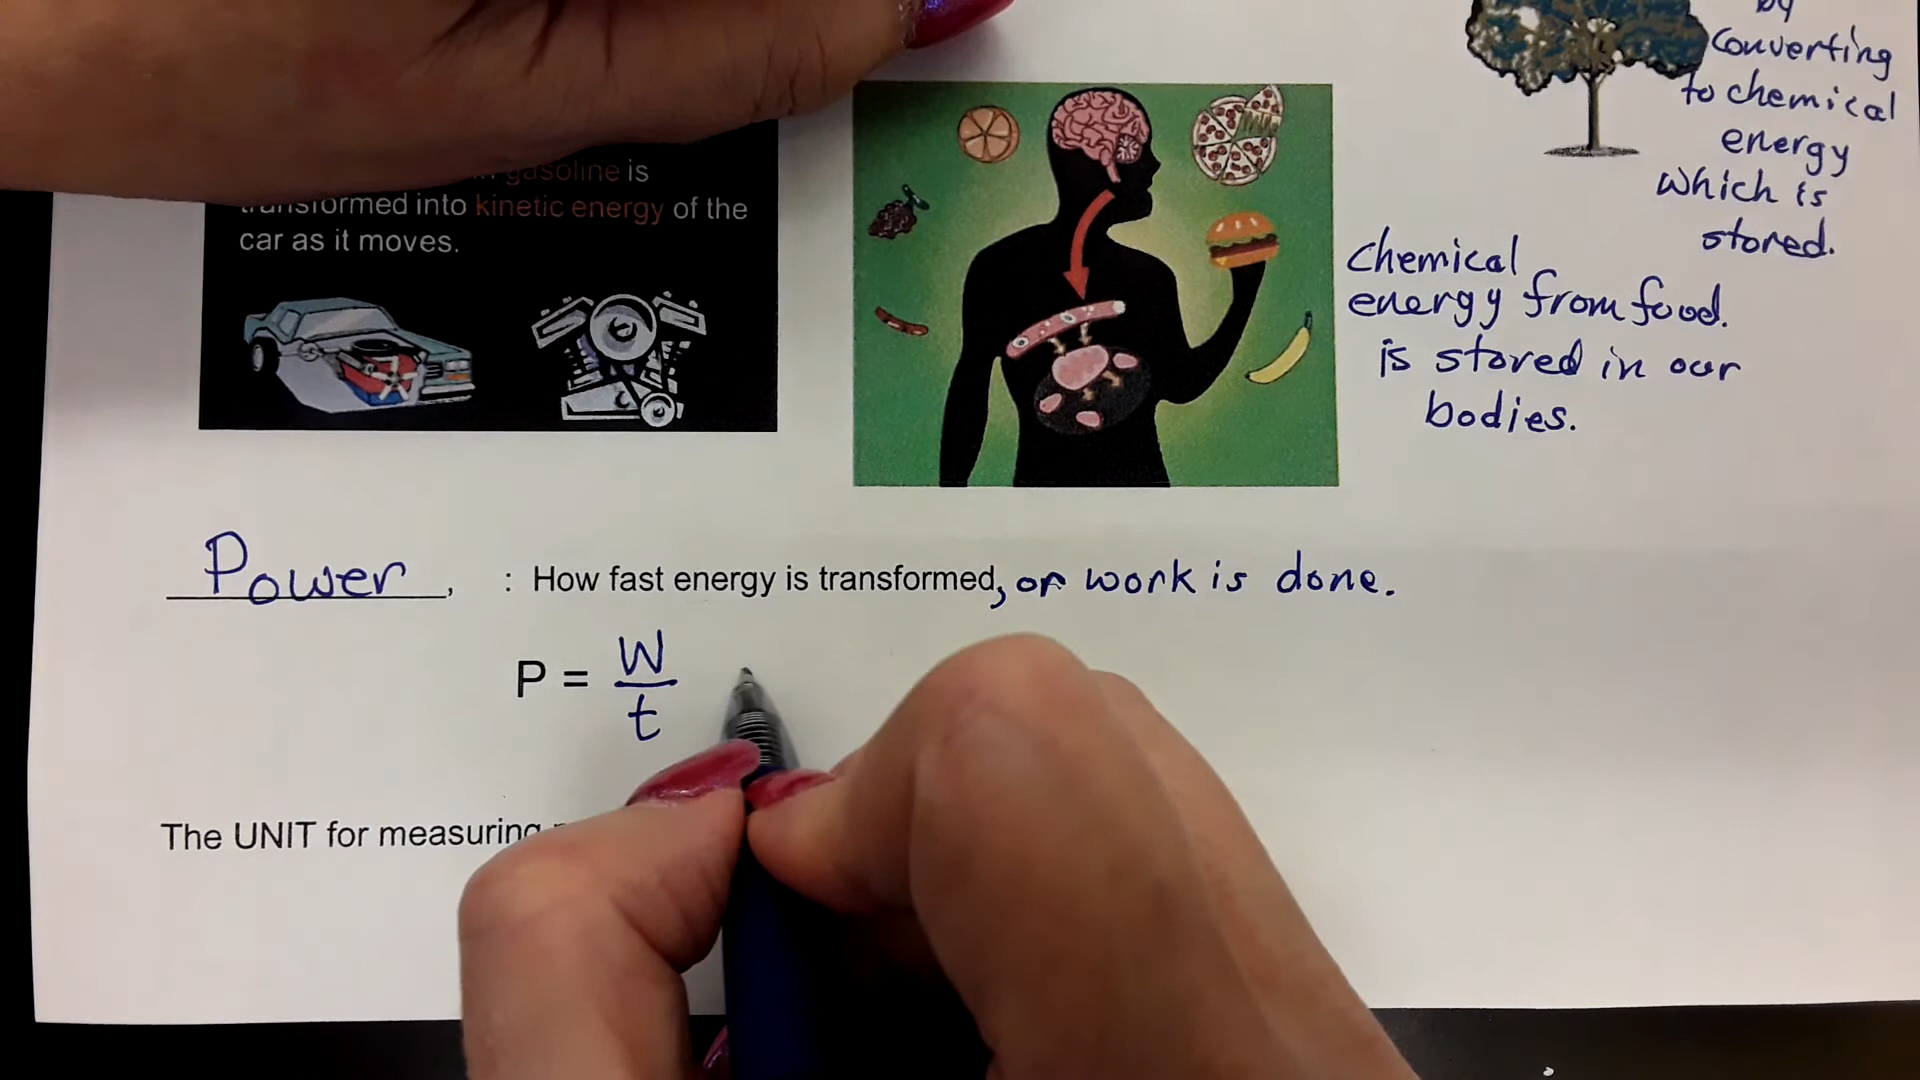 by
converting
to chemical
energy
which is
stored.
gasoline is
transformed into kinetic energy of the
car as it moves.
Chemical
energy from food.
is stored in our
bodies.
Power, : How fast energy is transformed, or work is done.
P = W
t
The UNIT for measuring